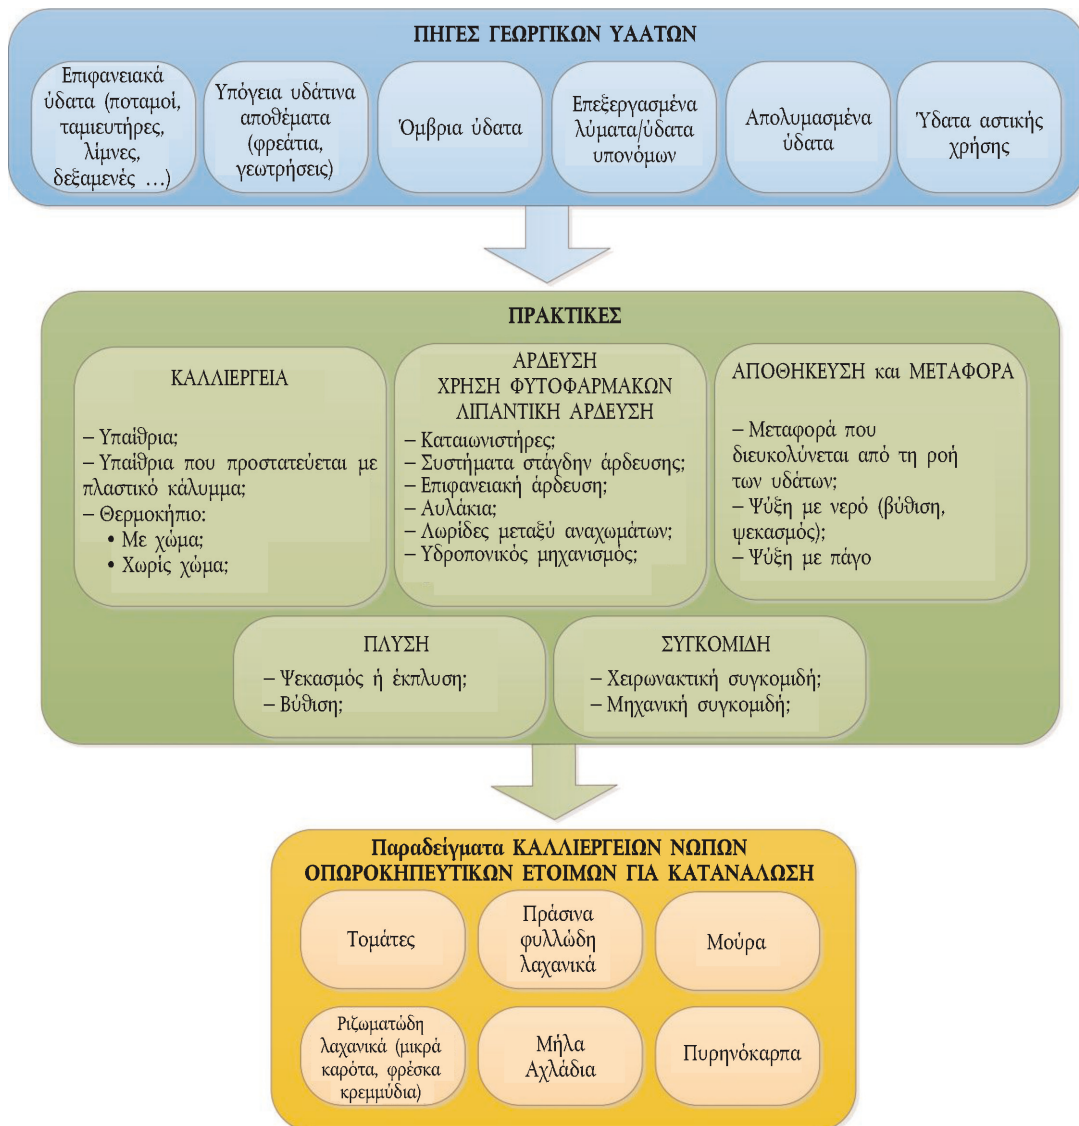 ΠΗΓΕΣ ΓΕΩΡΓΙΚΩΝ ΥΔΑΤΩΝ
Επιφανειακά
ύδατα (ποταμοί,
ταμιευτήρες,
λίμνες,
δεξαμενές ...)
Υπόγεια υδάτινα
αποθέματα
(φρεάτια,
γεωτρήσεις)
Όμβρια ύδατα
Επεξεργασμένα
λύματα/ύδατα
υπονόμων
Απολυμασμένα
ύδατα
Ύδατα αστικής
χρήσης
ΠΡΑΚΤΙΚΕΣ
ΚΑΛΛΙΕΡΓΕΙΑ
– Υπαίθρια;
– Υπαίθρια που προστατεύεται με
πλαστικό κάλυμμα;
– Θερμοκήπιο:
• Με χώμα;
• Χωρίς χώμα;
ΑΡΔΕΥΣΗ
ΧΡΗΣΗ ΦΥΤΟΦΑΡΜΑΚΩΝ
ΛΙΠΑΝΤΙΚΗ ΑΡΔΕΥΣΗ
– Καταιωνιστήρες;
– Συστήματα στάγδην άρδευσης;
– Επιφανειακή άρδευση;
– Αυλάκια;
– Λωρίδες μεταξύ αναχωμάτων;
– Υδροπονικός μηχανισμός;
ΑΠΟΘΗΚΕΥΣΗ και ΜΕΤΑΦΟΡΑ
– Μεταφορά που
διευκολύνεται από τη ροή
των υδάτων;
– Ψύξη με νερό (βύθιση,
ψεκασμός);
– Ψύξη με πάγο
ΠΛΥΣΗ
– Ψεκασμός ή έκπλυση;
– Βύθιση;
ΣΥΓΚΟΜΙΔΗ
– Χειρωνακτική συγκομιδή;
– Μηχανική συγκομιδή;
Παραδείγματα ΚΑΛΛΙΕΡΓΕΙΩΝ ΝΩΠΩΝ
ΟΠΩΡΟΚΗΠΕΥΤΙΚΩΝ ΕΤΟΙΜΩΝ ΓΙΑ ΚΑΤΑΝΑΛΩΣΗ
Τομάτες
Πράσινα
φυλλώδη
λαχανικά
Μούρα
Ριζωματώδη
λαχανικά (μικρά
καρότα, φρέσκα
κρεμμύδια)
Μήλα
Αχλάδια
Πυρηνόκαρπα